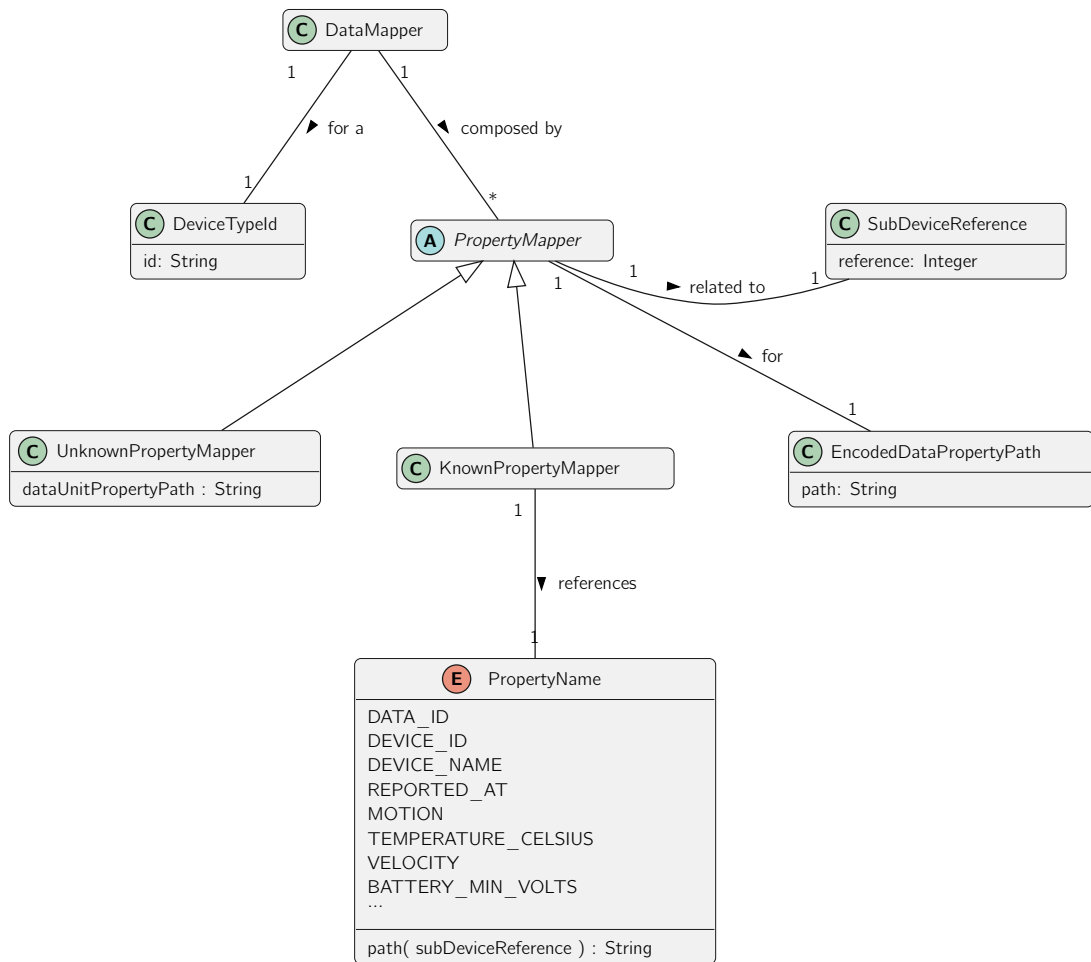 C DataMapper
1 1
for a composed by
1 *
C DeviceTypeId
id: String
A PropertyMapper
C SubDeviceReference
reference: Integer
1 1 related to 1
for
1
C UnknownPropertyMapper
dataUnitPropertyPath : String
C KnownPropertyMapper
C EncodedDataPropertyPath
path: String
1
references
1
E PropertyName
DATA_ID
DEVICE_ID
DEVICE_NAME
REPORTED_AT
MOTION
TEMPERATURE_CELSIUS
VELOCITY
BATTERY_MIN_VOLTS
...
path( subDeviceReference ) : String